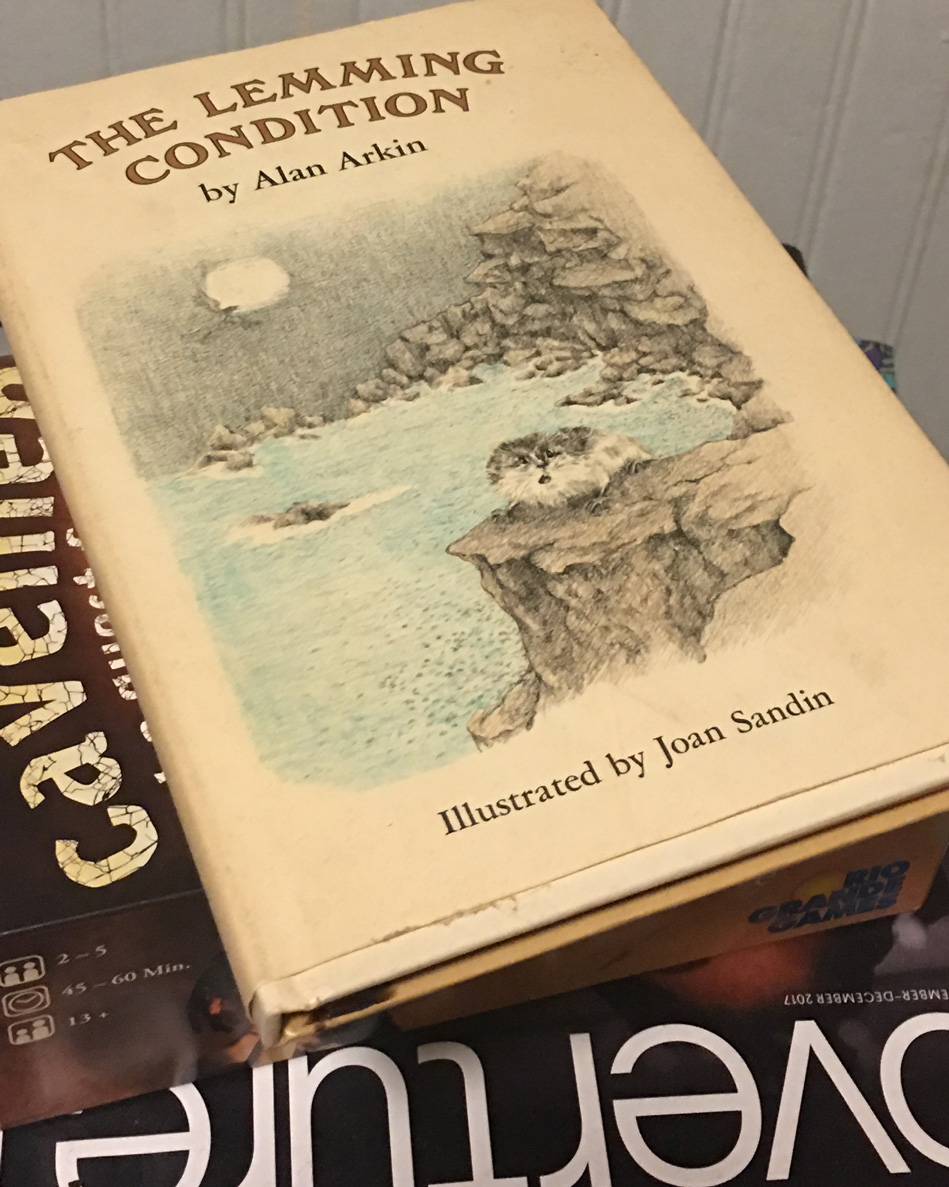 THE LEMMING
CONDITION
by Alan Arkin
Illustrated by Joan Sandin
Caverna
2 – 5
45 – 60 Min.
13 +
RIO
GRANDE
GAMES
EMBER-DECEMBER 2017
overture